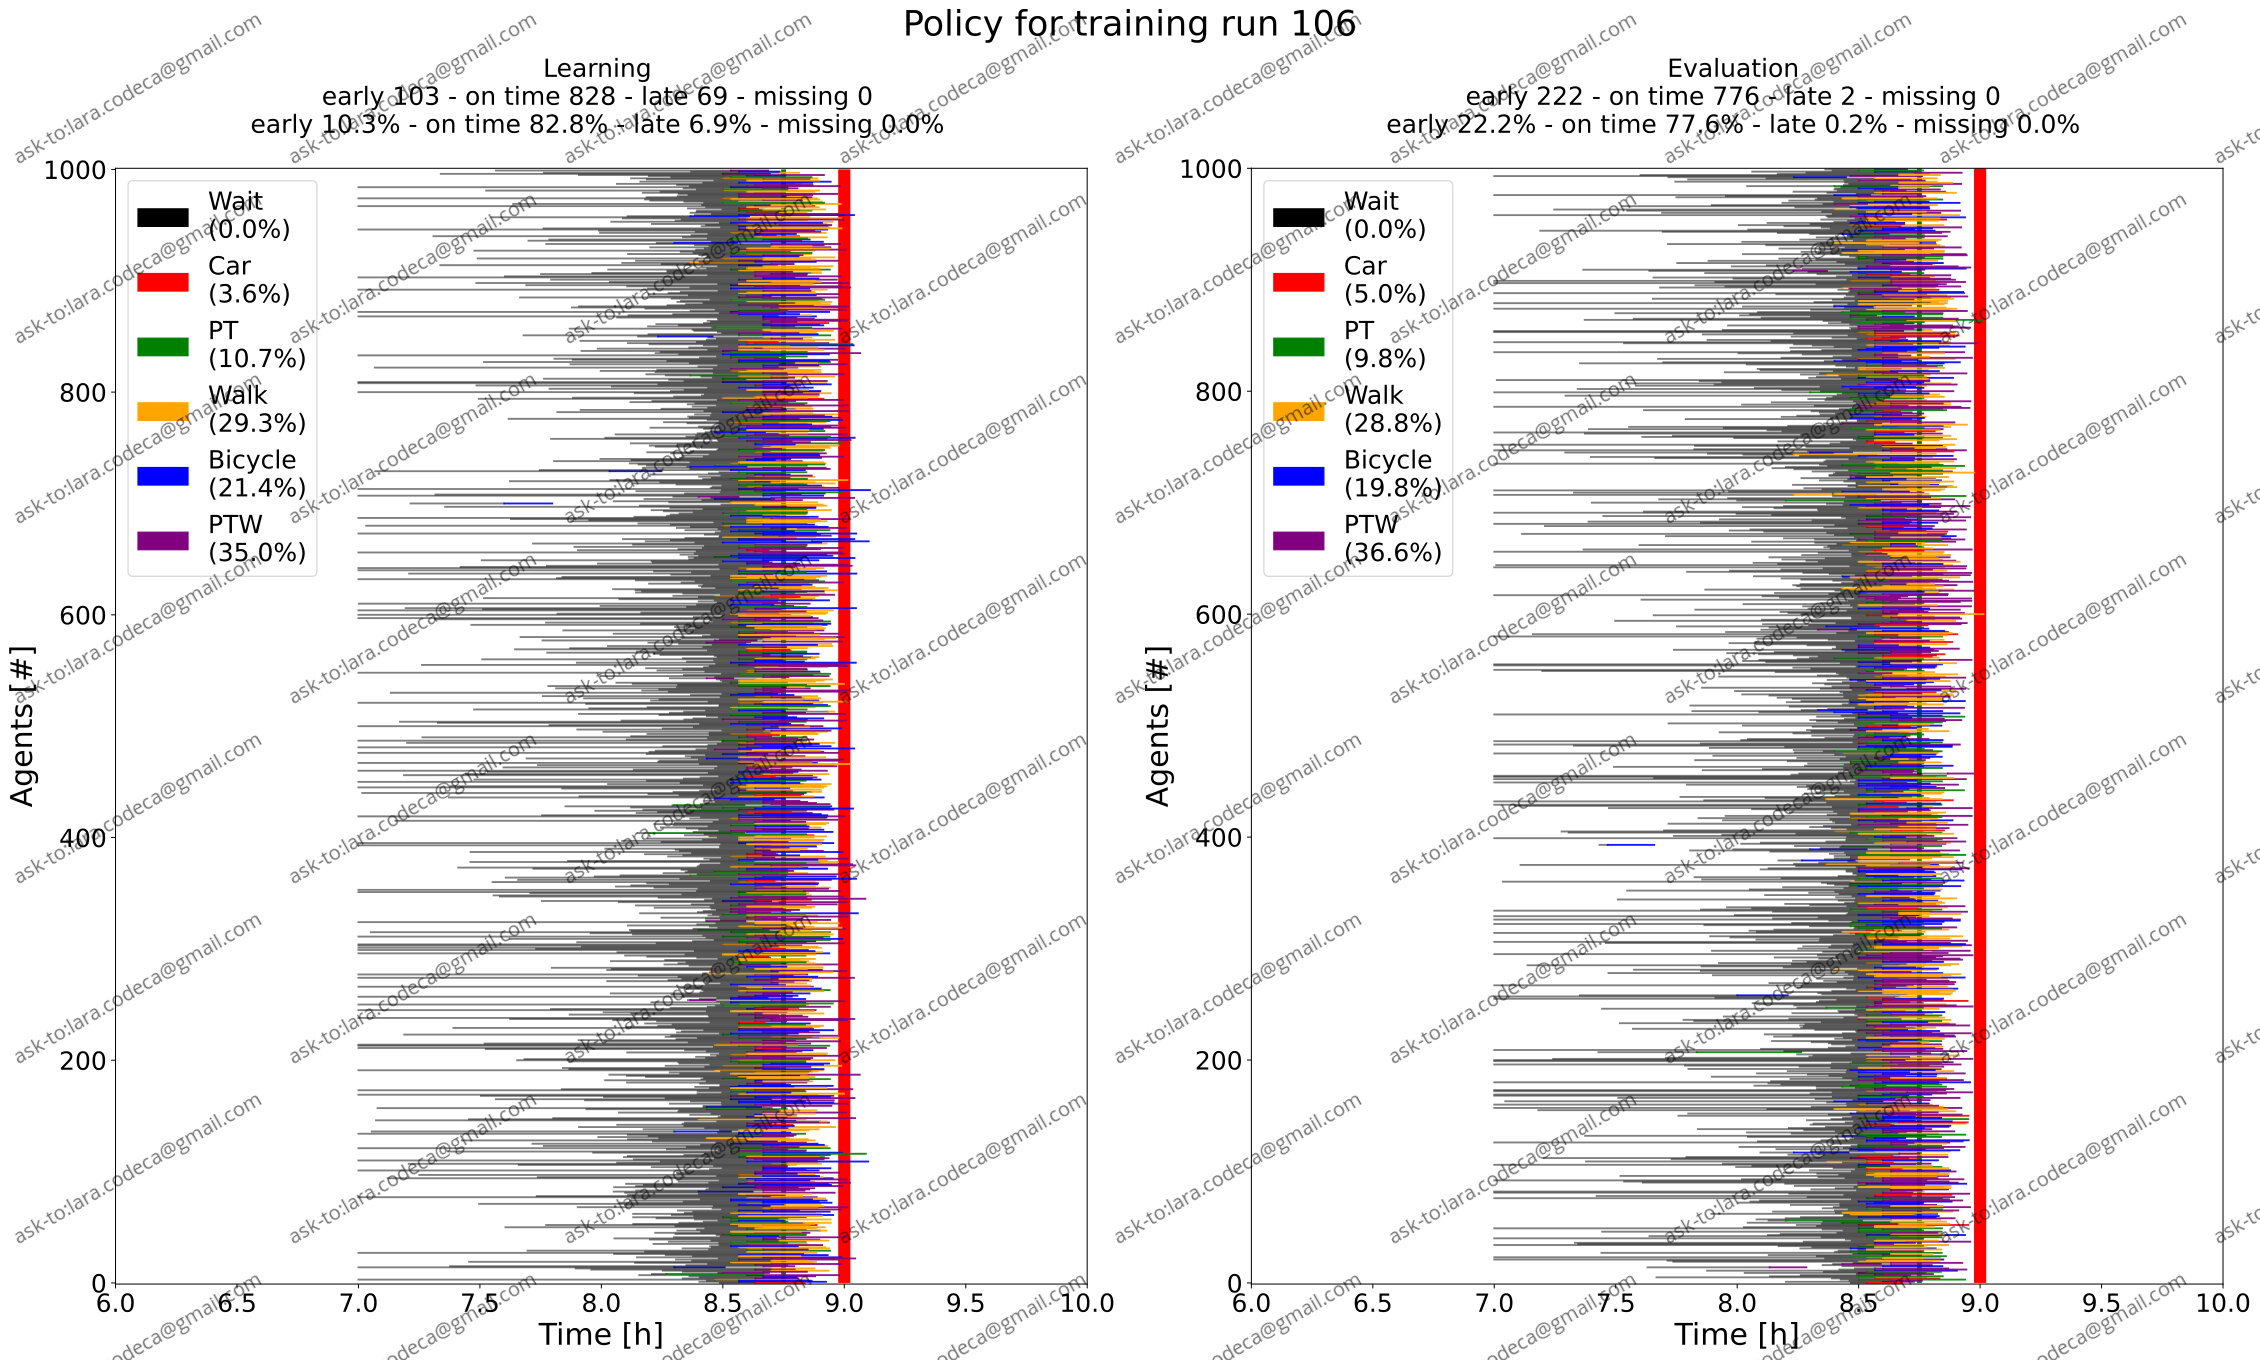 Policy for training run 106
Learning
early 103 - on time 828 - late 69 - missing 0
early 10.3% - on time 82.8% - late 6.9% - missing 0.0%
1000
800
600
400
200
0
Agents [#]
Wait
(0.0%)
Car
(3.6%)
PT
(10.7%)
Walk
(29.3%)
Bicycle
(21.4%)
PTW
(35.0%)
6.0 6.5 7.0 7.5 8.0 8.5 9.0 9.5 10.0
Time [h]
Evaluation
early 222 - on time 776 - late 2 - missing 0
early 22.2% - on time 77.6% - late 0.2% - missing 0.0%
1000
800
600
400
200
0
Agents [#]
Wait
(0.0%)
Car
(5.0%)
PT
(9.8%)
Walk
(28.8%)
Bicycle
(19.8%)
PTW
(36.6%)
6.0 6.5 7.0 7.5 8.0 8.5 9.0 9.5 10.0
Time [h]
ask-to:lara.codeca@gmail.com